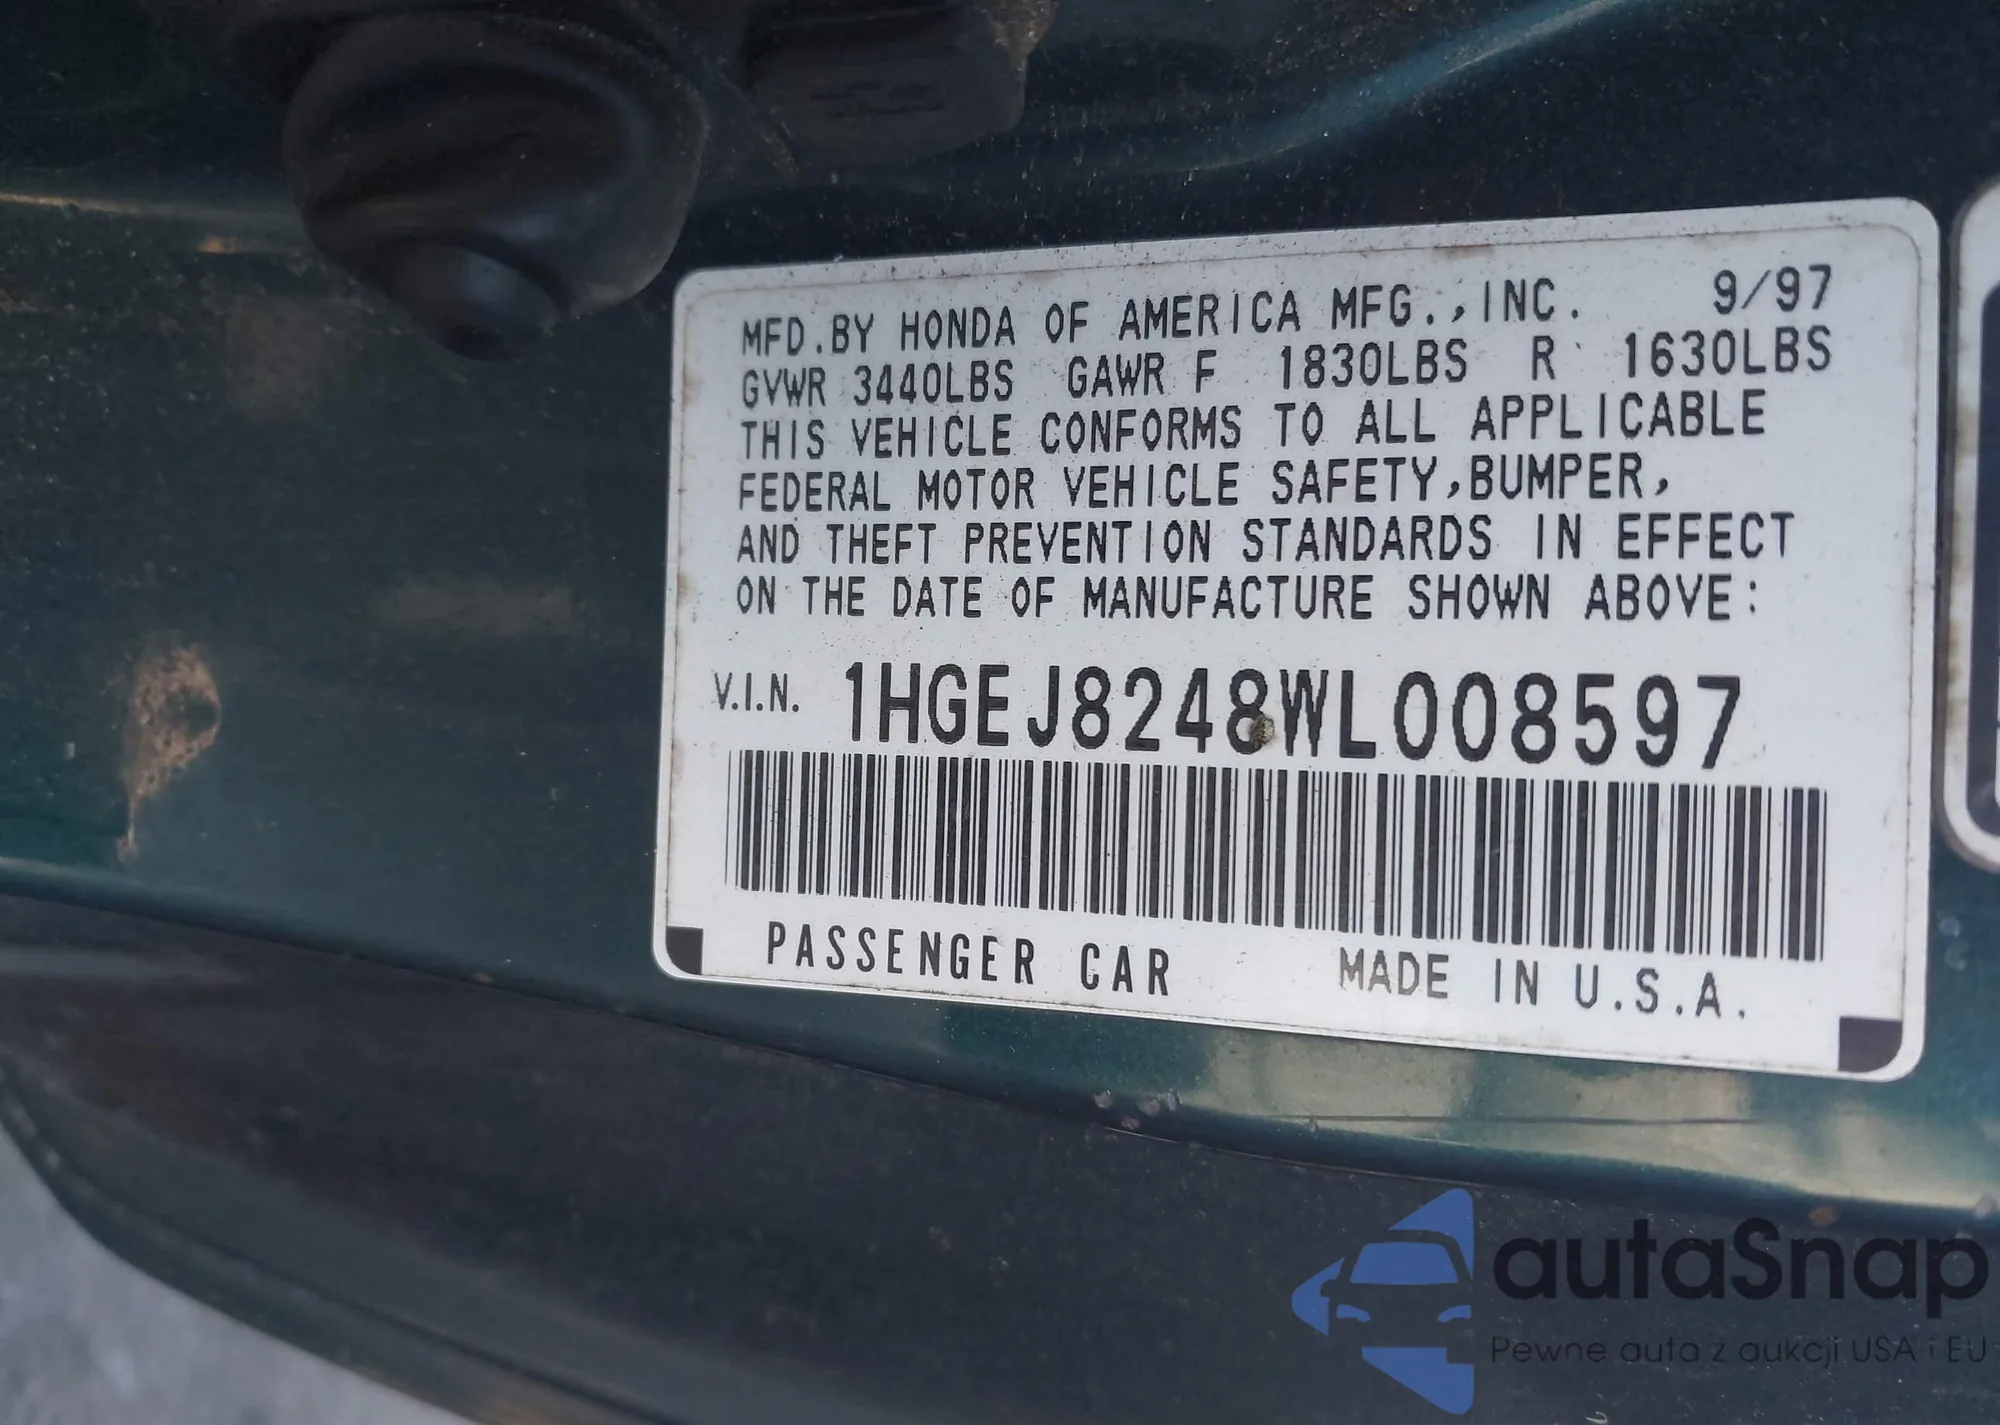 MFD.BY HONDA OF AMERICA MFG.,INC. 9/97
GVWR 3440LBS GAWR F 1830LBS R 1630LBS
THIS VEHICLE CONFORMS TO ALL APPLICABLE
FEDERAL MOTOR VEHICLE SAFETY,BUMPER,
AND THEFT PREVENTION STANDARDS IN EFFECT
ON THE DATE OF MANUFACTURE SHOWN ABOVE:
V.I.N. 1HGEJ8248WL008597
PASSENGER CAR MADE IN U.S.A.
autaSnap
Pewne auta z aukcji USA i EU